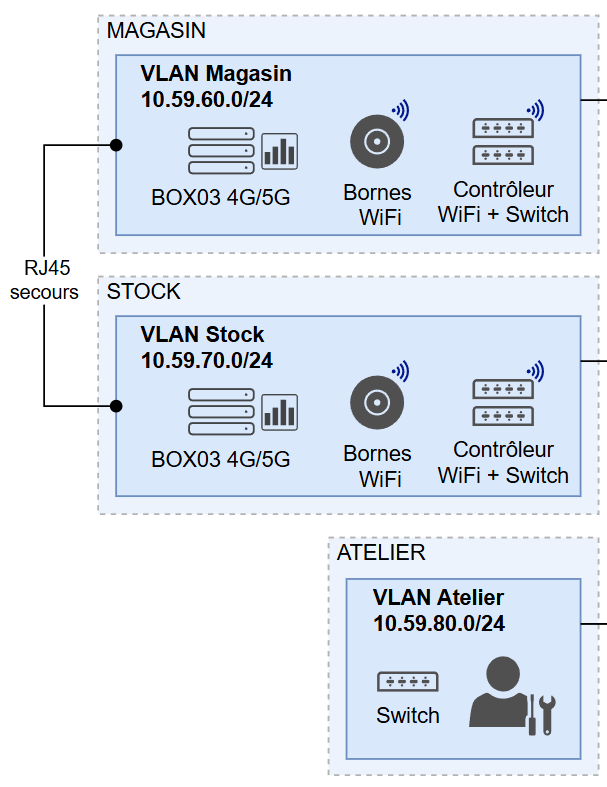 MAGASIN
VLAN Magasin
10.59.60.0/24
BOX03 4G/5G
Bornes
WiFi
Contrôleur
WiFi + Switch
RJ45
secours
STOCK
VLAN Stock
10.59.70.0/24
BOX03 4G/5G
Bornes
WiFi
Contrôleur
WiFi + Switch
ATELIER
VLAN Atelier
10.59.80.0/24
Switch